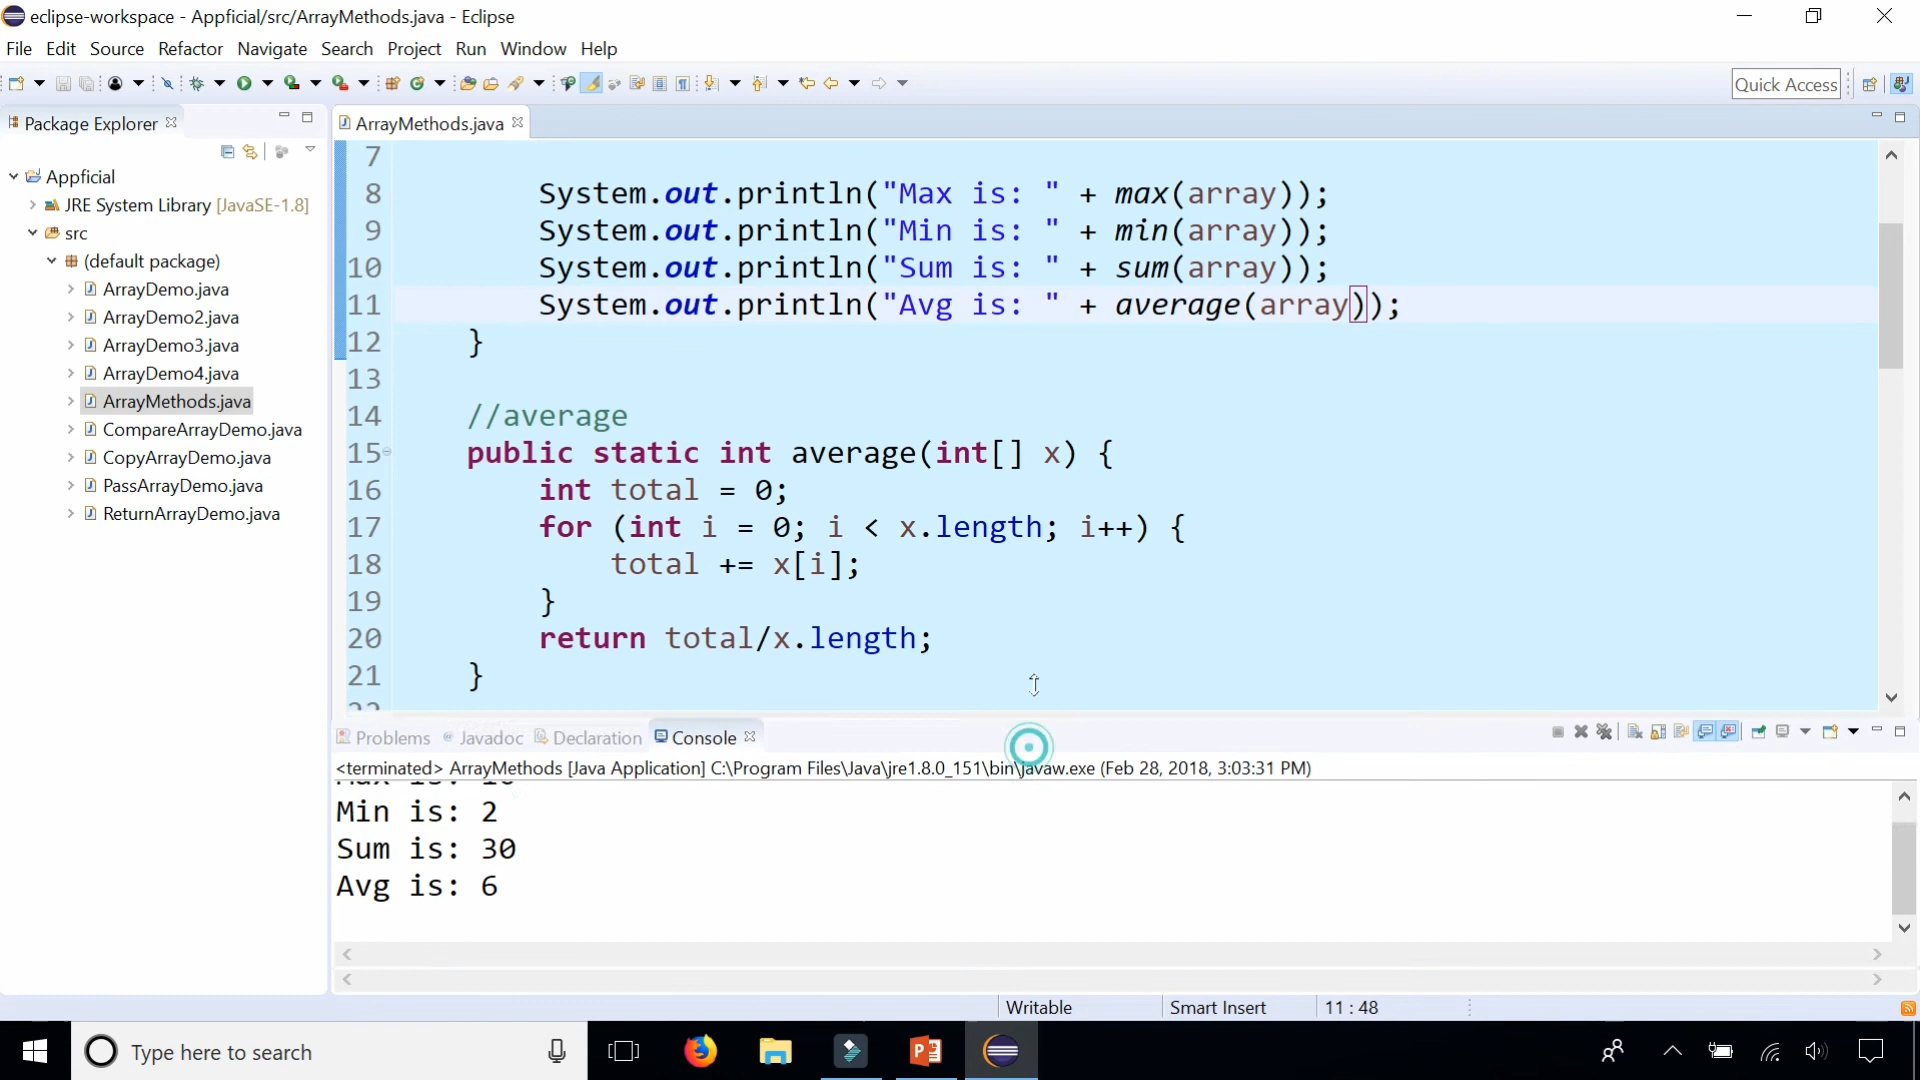 eclipse-workspace - Appficial/src/ArrayMethods.java - Eclipse
File Edit Source Refactor Navigate Search Project Run Window Help
Quick Access
Package Explorer
ArrayMethods.java
Appficial
JRE System Library [JavaSE-1.8]
src
(default package)
ArrayDemo.java
ArrayDemo2.java
ArrayDemo3.java
ArrayDemo4.java
ArrayMethods.java
CompareArrayDemo.java
CopyArrayDemo.java
PassArrayDemo.java
ReturnArrayDemo.java
7
8 System.out.println("Max is: " + max(array));
9 System.out.println("Min is: " + min(array));
10 System.out.println("Sum is: " + sum(array));
11 System.out.println("Avg is: " + average(array));
12 }
13
14 //average
15 public static int average(int[] x) {
16 int total = 0;
17 for (int i = 0; i < x.length; i++) {
18 total += x[i];
19 }
20 return total/x.length;
21 }
Problems Javadoc Declaration Console
<terminated> ArrayMethods [Java Application] C:\Program Files\Java\jre1.8.0_151\bin\javaw.exe (Feb 28, 2018, 3:03:31 PM)
Min is: 2
Sum is: 30
Avg is: 6
Writable Smart Insert 11 : 48
Type here to search